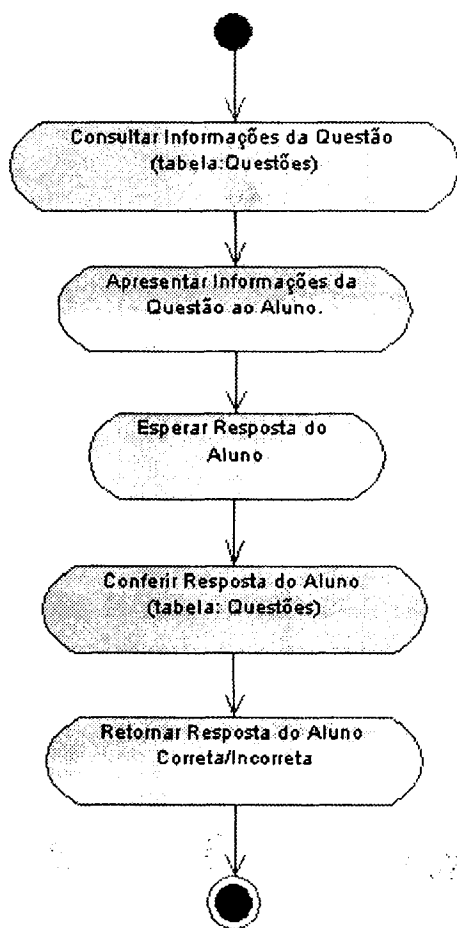 Consultar Informações da Questão
(tabela:Questões)
Apresentar Informações da
Questão ao Aluno.
Esperar Resposta do
Aluno
Conferir Resposta do Aluno
(tabela: Questões)
Retornar Resposta do Aluno
Correta/Incorreta